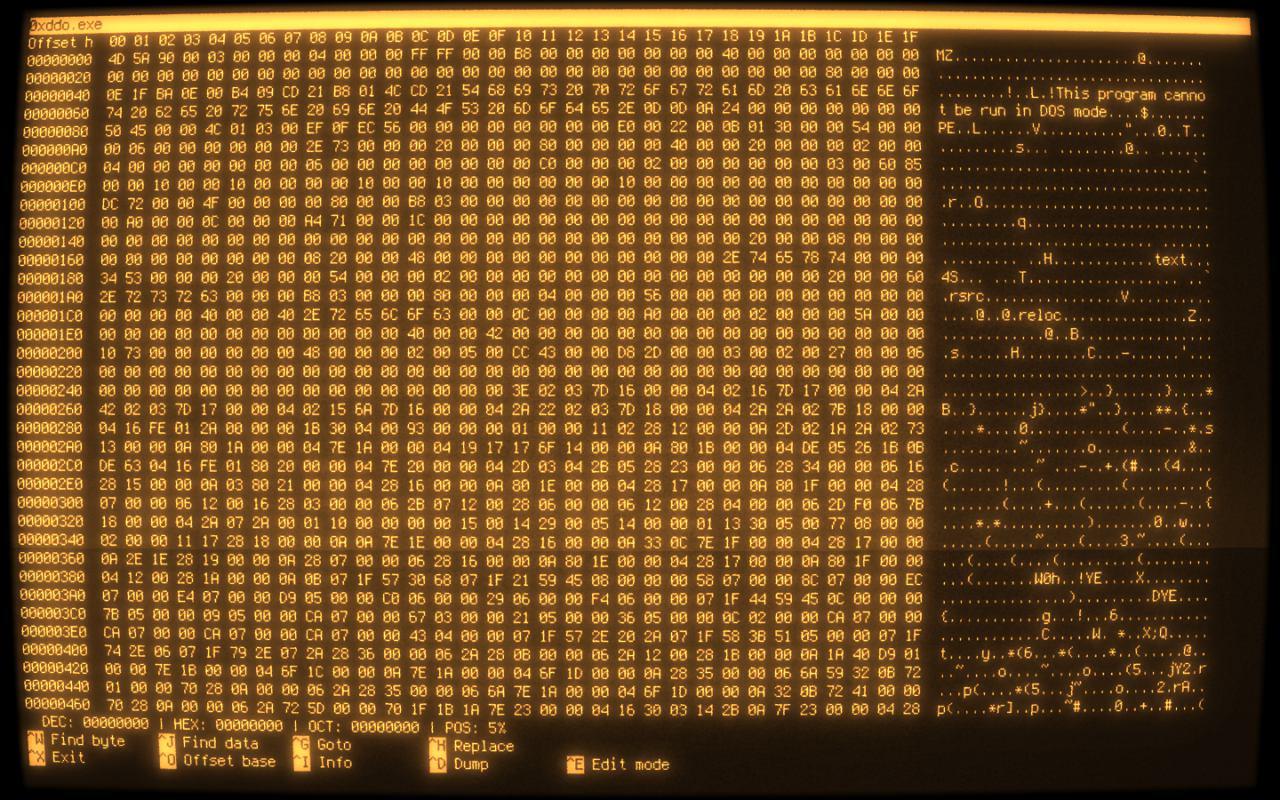 0xddo.exe
Offset h 00 01 02 03 04 05 06 07 08 09 0A 0B 0C 0D 0E 0F 10 11 12 13 14 15 16 17 18 19 1A 1B 1C 1D 1E 1F
00000000 4D 5A 90 00 03 00 00 00 04 00 00 00 FF FF 00 00 B8 00 00 00 00 00 00 00 40 00 00 00 00 00 00 00 MZ......................@.......
00000020 00 00 00 00 00 00 00 00 00 00 00 00 00 00 00 00 00 00 00 00 00 00 00 00 00 00 00 00 80 00 00 00 ................................
00000040 0E 1F BA 0E 00 B4 09 CD 21 B8 01 4C CD 21 54 68 69 73 20 70 72 6F 67 72 61 6D 20 63 61 6E 6E 6F ........!..L.!This program canno
00000060 74 20 62 65 20 72 75 6E 20 69 6E 20 44 4F 53 20 6D 6F 64 65 2E 0D 0D 0A 24 00 00 00 00 00 00 00 t be run in DOS mode....$.......
00000080 50 45 00 00 4C 01 03 00 EF 0F EC 56 00 00 00 00 00 00 00 00 E0 00 22 00 0B 01 30 00 00 54 00 00 PE..L......V.........."...0..T..
000000A0 00 06 00 00 00 00 00 00 2E 73 00 00 00 20 00 00 00 80 00 00 00 00 40 00 00 20 00 00 00 02 00 00
000000C0 04 00 00 00 00 00 00 00 06 00 00 00 00 00 00 00 00 C0 00 00 00 02 00 00 00 00 00 00 03 00 60 85
000000E0 00 00 10 00 00 10 00 00 00 00 10 00 00 10 00 00 00 00 00 00 10 00 00 00 00 00 00 00 00 00 00 00
00000100 DC 72 00 00 4F 00 00 00 00 80 00 00 B8 03 00 00 00 00 00 00 00 00 00 00 00 00 00 00 00 00 00 00
00000120 00 A0 00 00 0C 00 00 00 A4 71 00 00 1C 00 00 00 00 00 00 00 00 00 00 00 00 00 00 00 00 00 00 00
00000140 00 00 00 00 00 00 00 00 00 00 00 00 00 00 00 00 00 00 00 00 00 00 00 00 00 20 00 00 08 00 00 00
00000160 00 00 00 00 00 00 00 00 08 20 00 00 48 00 00 00 00 00 00 00 00 00 00 00 2E 74 65 78 74 00 00 00
00000180 34 53 00 00 00 20 00 00 00 54 00 00 00 02 00 00 00 00 00 00 00 00 00 00 00 00 00 00 20 00 00 60
000001A0 2E 72 73 72 63 00 00 00 B8 03 00 00 00 80 00 00 00 04 00 00 00 56 00 00 00 00 00 00 00 00 00 00
000001C0 00 00 00 00 40 00 00 40 2E 72 65 6C 6F 63 00 00 0C 00 00 00 00 A0 00 00 00 02 00 00 00 5A 00 00
000001E0 00 00 00 00 00 00 00 00 00 00 00 00 40 00 00 42 00 00 00 00 00 00 00 00 00 00 00 00 00 00 00 00
00000200 10 73 00 00 00 00 00 00 48 00 00 00 02 00 05 00 CC 43 00 00 D8 2D 00 00 03 00 02 00 27 00 00 06
00000220 00 00 00 00 00 00 00 00 00 00 00 00 00 00 00 00 00 00 00 00 00 00 00 00 00 00 00 00 00 00 00 00
00000240 00 00 00 00 00 00 00 00 00 00 00 00 00 00 00 00 3E 02 03 7D 16 00 00 04 02 16 7D 17 00 00 04 2A
00000260 42 02 03 7D 17 00 00 04 02 15 6A 7D 16 00 00 04 2A 22 02 03 7D 18 00 00 04 2A 2A 02 7B 18 00 00
00000280 04 16 FE 01 2A 00 00 00 1B 30 04 00 93 00 00 00 01 00 00 11 02 28 12 00 00 0A 2D 02 1A 2A 02 73
000002A0 13 00 00 0A 80 1A 00 00 04 7E 1A 00 00 04 19 17 17 6F 14 00 00 0A 80 1B 00 00 04 DE 05 26 1B 0B
000002C0 DE 63 04 16 FE 01 80 20 00 00 04 7E 20 00 00 04 2D 03 04 2B 05 28 23 00 00 06 28 34 00 00 06 16
000002E0 28 15 00 00 0A 03 80 21 00 00 04 28 16 00 00 0A 80 1E 00 00 04 28 17 00 00 0A 80 1F 00 00 04 28
00000300 07 00 00 06 12 00 16 28 03 00 00 06 2B 07 12 00 28 06 00 00 06 12 00 28 04 00 00 06 2D F0 06 7B
00000320 18 00 00 04 2A 07 2A 00 01 10 00 00 00 00 15 00 14 29 00 05 14 00 00 01 13 30 05 00 77 08 00 00
00000340 02 00 00 11 17 28 18 00 00 0A 7E 1E 00 00 04 28 16 00 00 0A 33 0C 7E 1F 00 00 04 28 17 00 00
00000360 0A 2E 1E 28 19 00 00 0A 28 07 00 00 06 28 16 00 00 0A 80 1E 00 00 04 28 17 00 00 0A 80 1F 00 00
00000380 04 12 00 28 1A 00 00 0A 0B 07 1F 57 30 68 07 1F 21 59 45 08 00 00 00 58 07 00 00 8C 07 00 00 EC
000003A0 07 00 00 E4 07 00 00 D9 05 00 00 C0 06 00 00 29 06 00 00 F4 06 00 00 07 1F 44 59 45 0C 00 00 00
000003C0 7B 05 00 00 09 05 00 00 CA 07 00 00 67 03 00 00 21 05 00 00 36 05 00 00 0C 02 00 00 CA 07 00 00
000003E0 CA 07 00 00 CA 07 00 00 CA 07 00 00 43 04 00 00 07 1F 57 2E 20 2A 07 1F 58 3B 51 05 00 00 07 1F
00000400 74 2E 06 07 1F 79 2E 07 2A 28 36 00 00 06 2A 28 0B 00 00 06 2A 12 00 28 1B 00 00 0A 1A 40 D9 01
00000420 00 00 7E 1B 00 00 04 6F 1C 00 00 0A 7E 1A 00 00 04 6F 1D 00 00 0A 28 35 00 00 06 6A 59 32 0B 72
00000440 01 00 00 70 28 0A 00 00 06 2A 28 35 00 00 06 6A 7E 1A 00 00 04 6F 1D 00 00 0A 32 0B 72 41 00 00
00000460 70 28 0A 00 00 06 2A 72 5D 00 00 70 1F 1B 1A 7E 23 00 00 04 16 30 03 14 2B 0A 7F 23 00 00 04 28
DEC: 00000000 | HEX: 00000000 | OCT: 00000000 | POS: 5%
^W Find byte ^J Find data ^G Goto ^H Replace
^X Exit ^O Offset base ^I Info ^D Dump ^E Edit mode